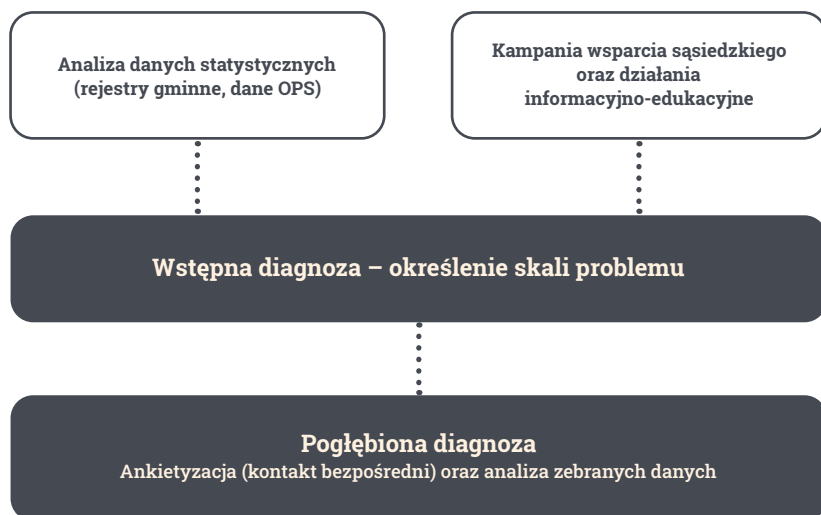 Analiza danych statystycznych
(rejestry gminne, dane OPS)
Kampania wsparcia sąsiedzkiego
oraz działania
informacyjno-edukacyjne
Wstępna diagnoza – określenie skali problemu
Pogłębiona diagnoza
Ankietyzacja (kontakt bezpośredni) oraz analiza zebranych danych